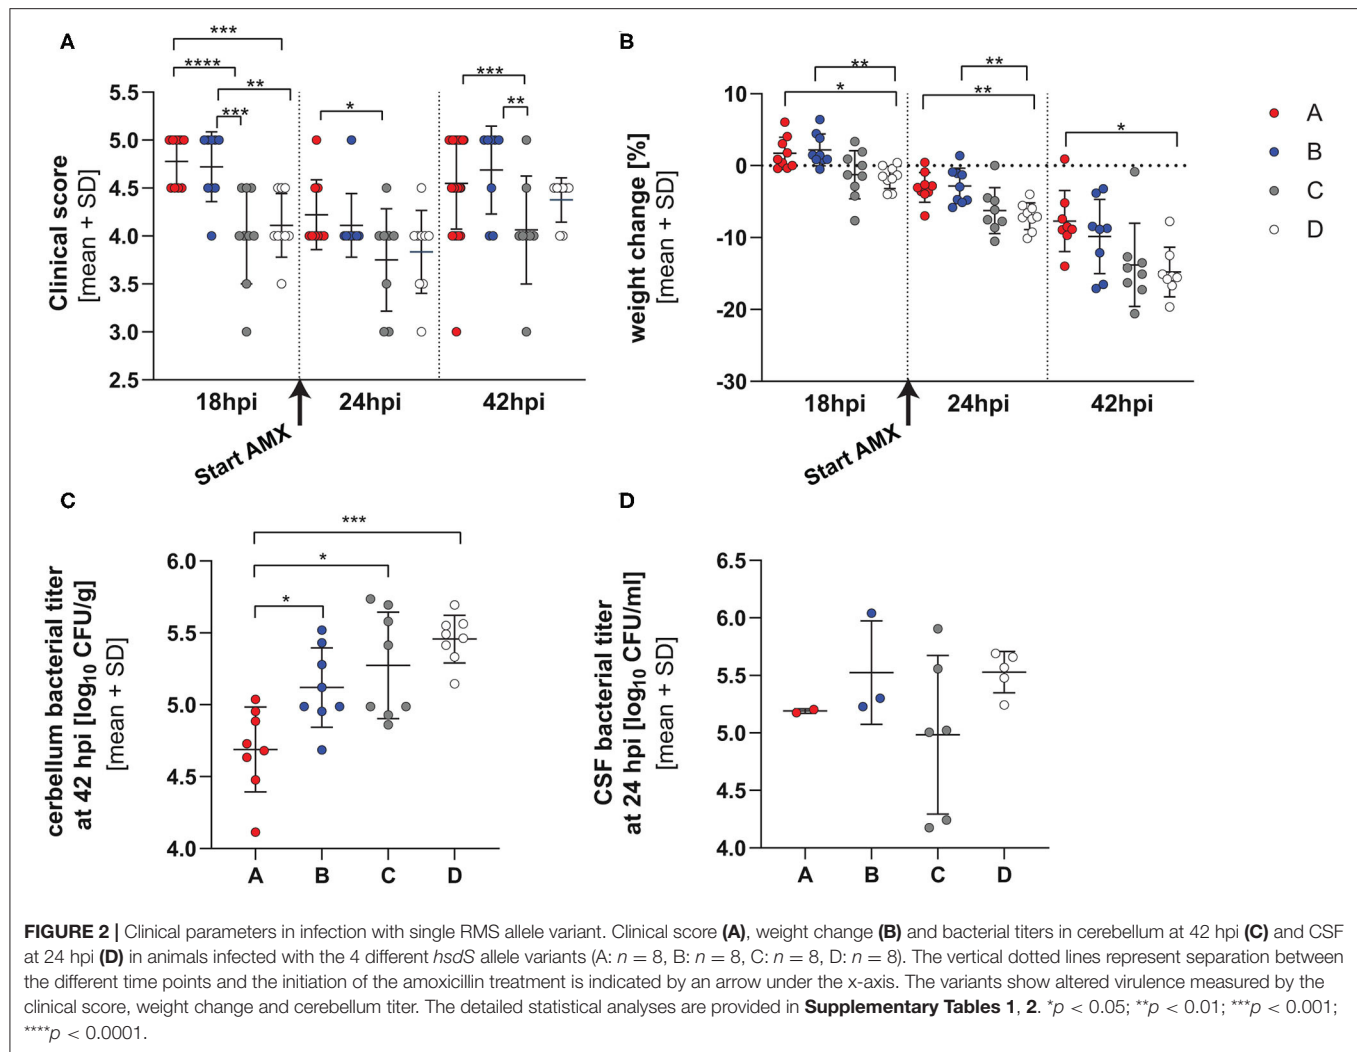 A
***
****
**
***
*
***
**
Clinical score
[mean + SD]
5.5
5.0
4.5
4.0
3.5
3.0
2.5
18hpi
24hpi
42hpi
Start AMX
B
**
*
**
**
*
weight change [%]
[mean + SD]
10
0
-10
-20
-30
18hpi
24hpi
42hpi
Start AMX
A
B
C
D
C
***
*
*
cerbellum bacterial titer
at 42 hpi [log10 CFU/g]
[mean + SD]
6.0
5.5
5.0
4.5
4.0
A B C D
D
CSF bacterial titer
at 24 hpi [log10 CFU/ml]
[mean + SD]
6.5
6.0
5.5
5.0
4.5
4.0
A B C D
FIGURE 2 | Clinical parameters in infection with single RMS allele variant. Clinical score (A), weight change (B) and bacterial titers in cerebellum at 42 hpi (C) and CSF
at 24 hpi (D) in animals infected with the 4 different hsdS allele variants (A: n = 8, B: n = 8, C: n = 8, D: n = 8). The vertical dotted lines represent separation between
the different time points and the initiation of the amoxicillin treatment is indicated by an arrow under the x-axis. The variants show altered virulence measured by the
clinical score, weight change and cerebellum titer. The detailed statistical analyses are provided in Supplementary Tables 1, 2. *p < 0.05; **p < 0.01; ***p < 0.001;
****p < 0.0001.